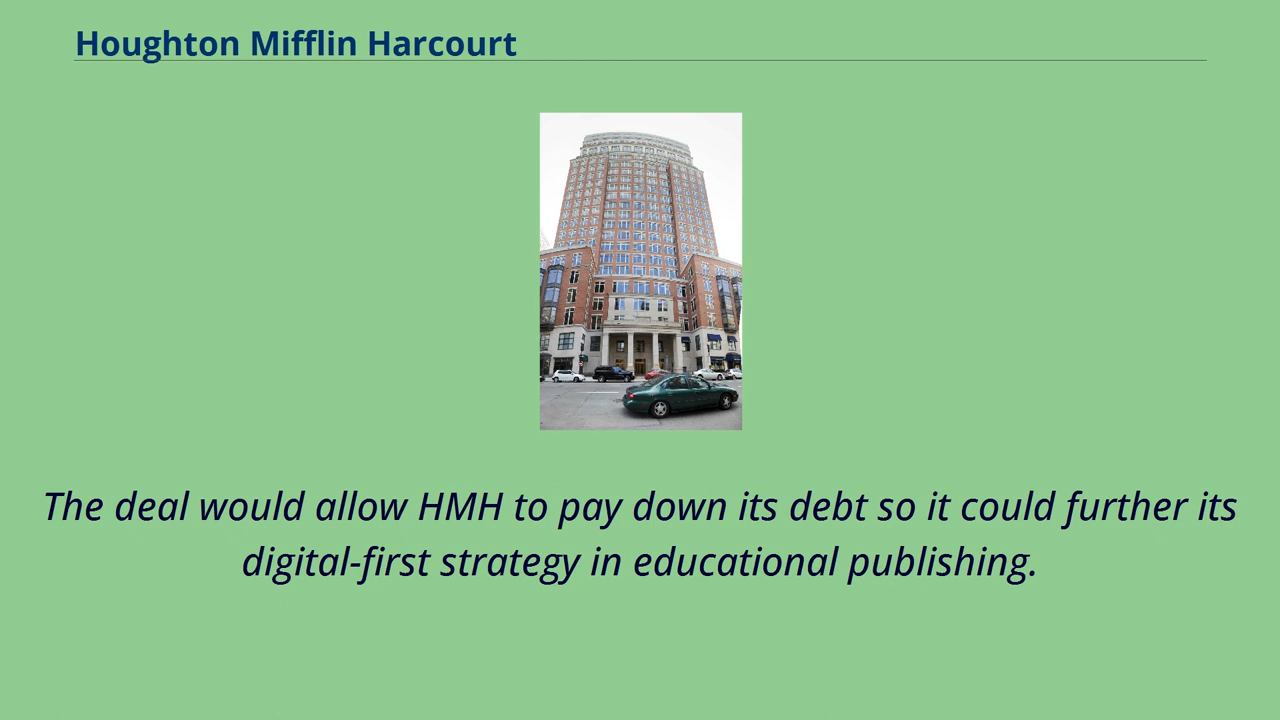 Houghton Mifflin Harcourt
The deal would allow HMH to pay down its debt so it could further its
digital-first strategy in educational publishing.